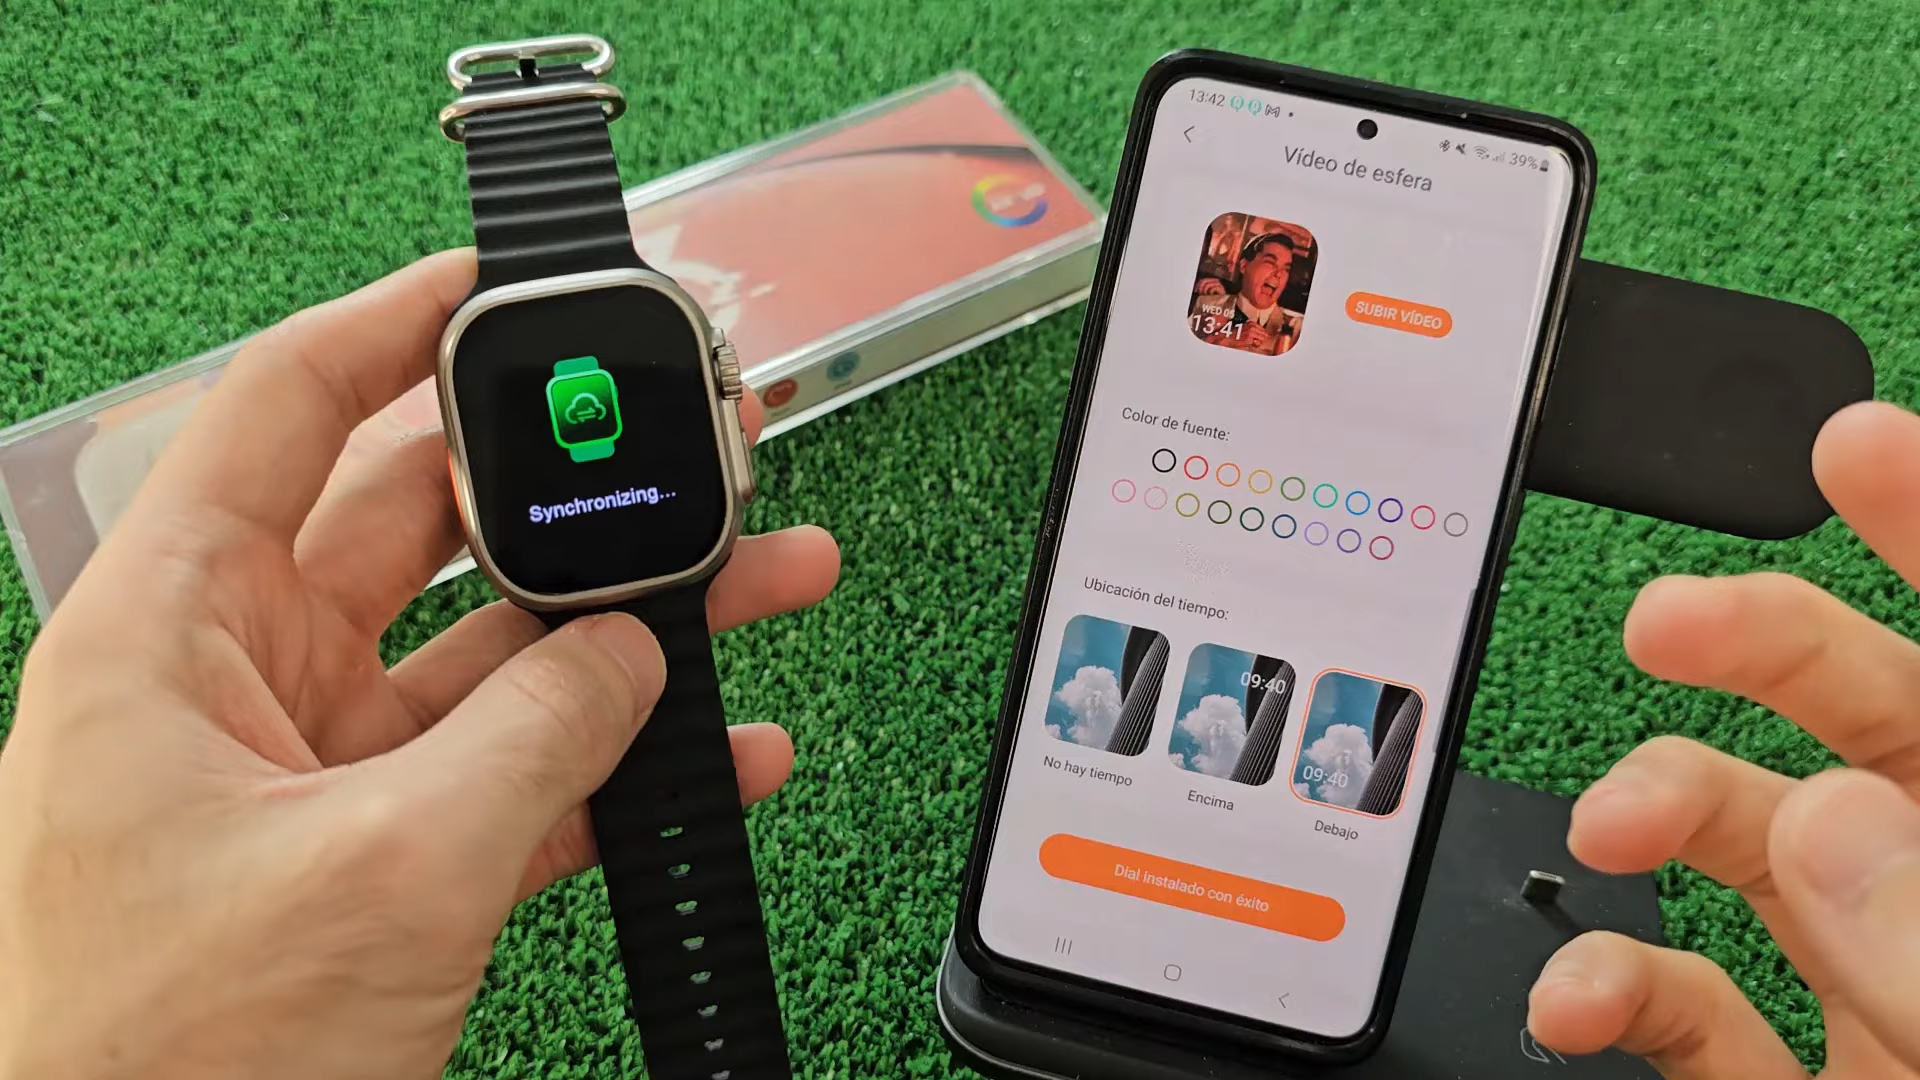 Synchronizing...
13:42
39%
Vídeo de esfera
WED 05
13:41
SUBIR VÍDEO
Color de fuente:
Ubicación del tiempo:
09:40
09:40
No hay tiempo
Encima
Debajo
Dial instalado con éxito